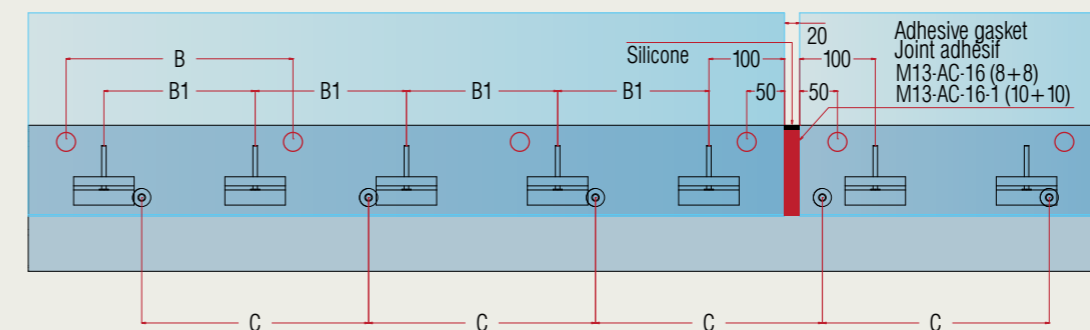 B
B1
B1
B1
B1
Silicone
100
20
100
50
50
Adhesive gasket
Joint adhésif
M13-AC-16 (8+8)
M13-AC-16-1 (10+10)
C
C
C
C